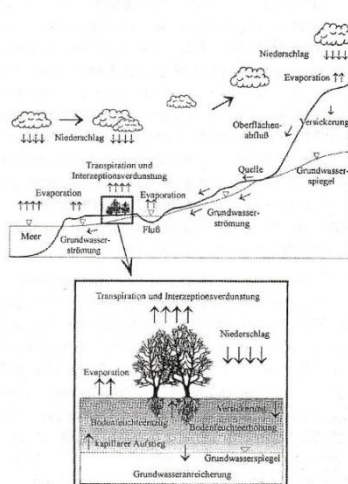 Niederschlag
Evaporation
Oberflächen-
abfluß
Versickerung
Niederschlag
Transpiration und
Interzeptionsverdunstung
Quelle
Grundwasser-
spiegel
Evaporation
Evaporation
Grundwasser-
strömung
Fluß
Meer
Grundwasser-
strömung
Transpiration und Interzeptionsverdunstung
Niederschlag
Evaporation
Versickerung
Bodenfeuchteentzug
Bodenfeuchteerhöhung
kapillarer Aufstieg
Grundwasserspiegel
Grundwasseranreicherung